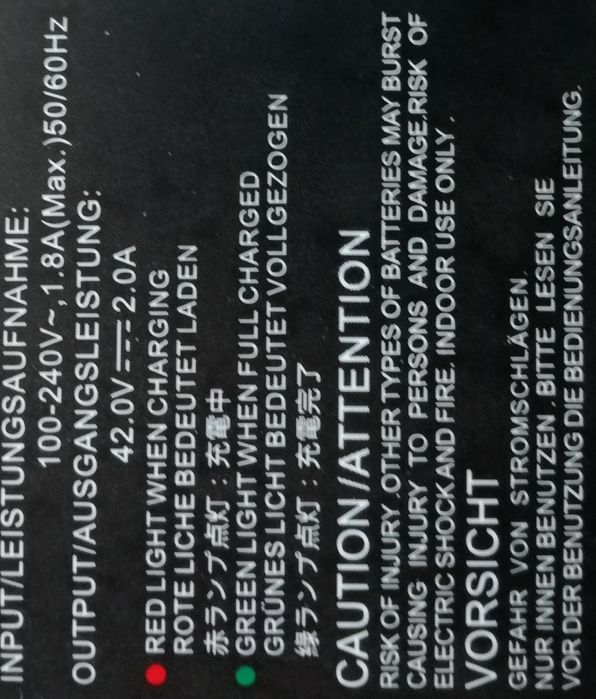 INPUT/LEISTUNGSAUFNAHME:
100-240V~,1.8A(Max.)50/60Hz
OUTPUT/AUSGANGSLEISTUNG:
42.0V⎓2.0A
RED LIGHT WHEN CHARGING
ROTE LICHE BEDEUTET LADEN
赤ランプ点灯：充電中
GREEN LIGHT WHEN FULL CHARGED
GRÜNES LICHT BEDEUTET VOLLGEZOGEN
緑ランプ点灯：充電完了
CAUTION/ATTENTION
RISK OF INJURY.OTHER TYPES OF BATTERIES MAY BURST
CAUSING INJURY TO PERSONS AND DAMAGE.RISK OF
ELECTRIC SHOCK AND FIRE. INDOOR USE ONLY .
VORSICHT
GEFAHR VON STROMSCHLÄGEN.
NUR INNEN BENUTZEN . BITTE LESEN SIE
VOR DER BENUTZUNG DIE BEDIENUNGSANLEITUNG.